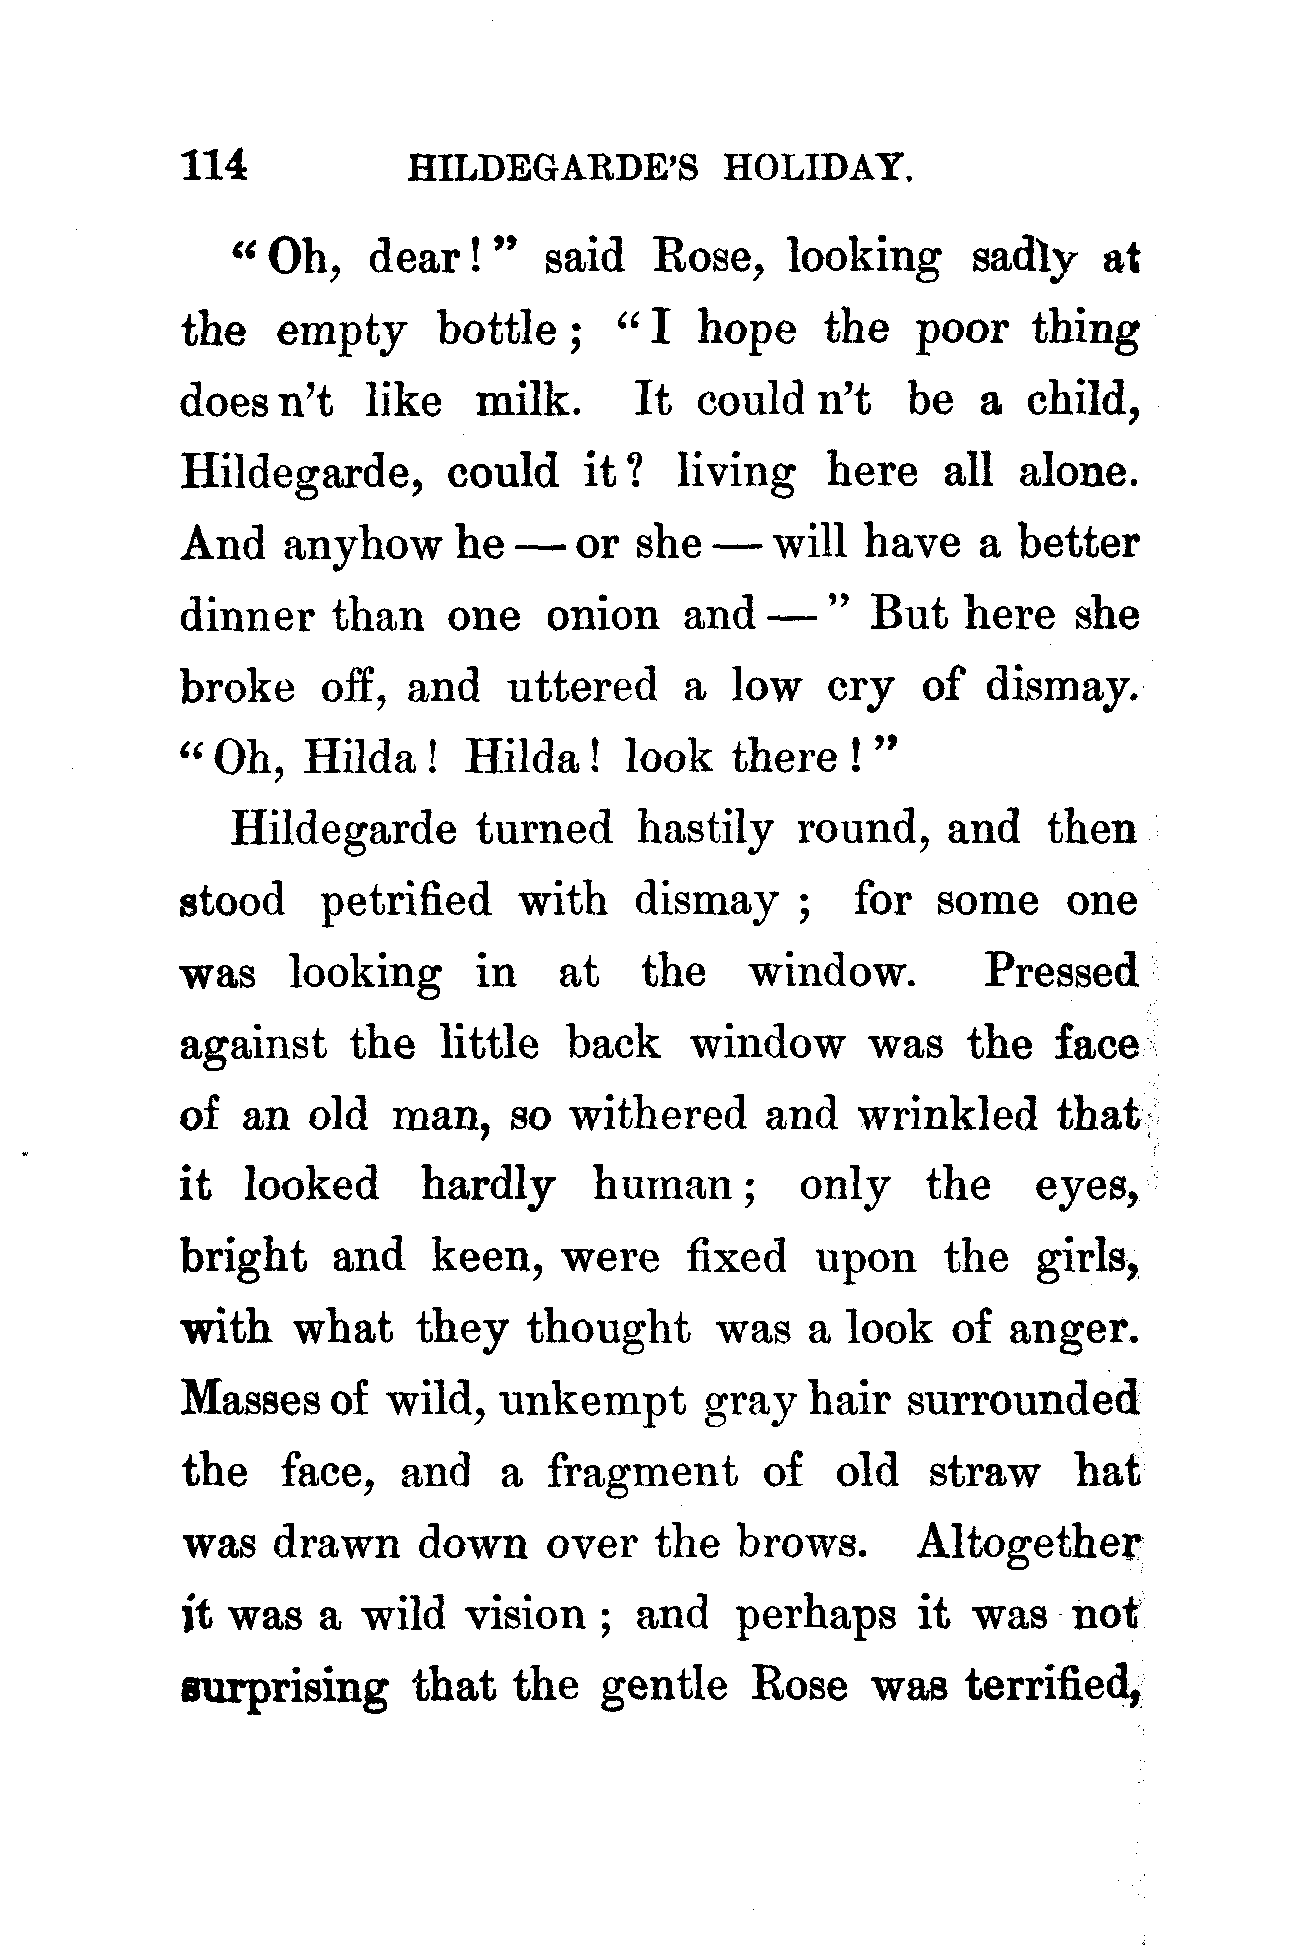 114 HILDEGARDE'S HOLIDAY.
“Oh, dear!” said Rose, looking sadly at
the empty bottle; “I hope the poor thing
does n't like milk. It could n't be a child,
Hildegarde, could it? living here all alone.
And anyhow he — or she — will have a better
dinner than one onion and — ” But here she
broke off, and uttered a low cry of dismay.
“Oh, Hilda! Hilda! look there!”
Hildegarde turned hastily round, and then
stood petrified with dismay; for some one
was looking in at the window. Pressed
against the little back window was the face
of an old man, so withered and wrinkled that
it looked hardly human; only the eyes,
bright and keen, were fixed upon the girls,
with what they thought was a look of anger.
Masses of wild, unkempt gray hair surrounded
the face, and a fragment of old straw hat
was drawn down over the brows. Altogether
it was a wild vision; and perhaps it was not
surprising that the gentle Rose was terrified,